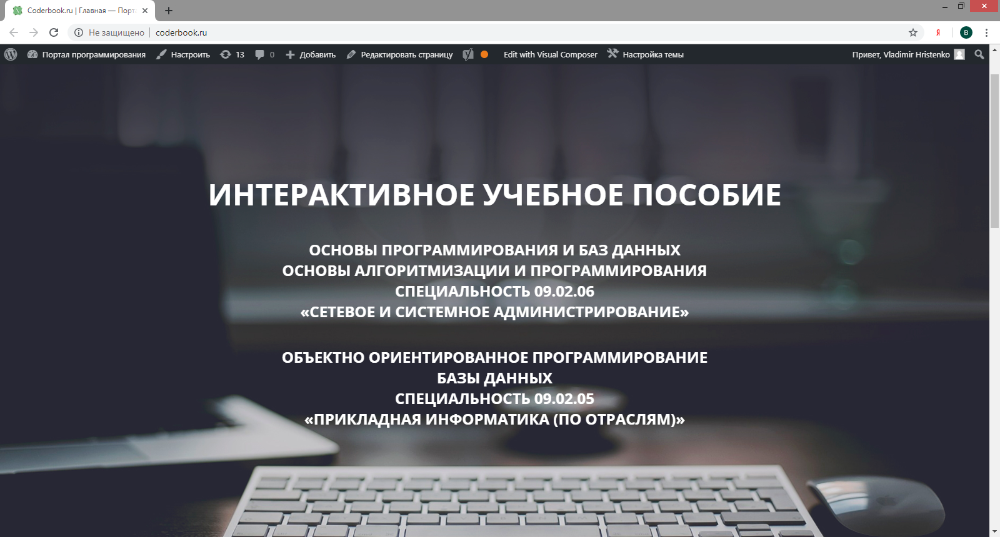 Coderbook.ru | Главная — Порта
Не защищено
coderbook.ru
Я
B
Портал программирования
Настроить
13
0
Добавить
Редактировать страницу
Edit with Visual Composer
Настройка темы
Привет, Vladimir Hristenko
ИНТЕРАКТИВНОЕ УЧЕБНОЕ ПОСОБИЕ
ОСНОВЫ ПРОГРАММИРОВАНИЯ И БАЗ ДАННЫХ
ОСНОВЫ АЛГОРИТМИЗАЦИИ И ПРОГРАММИРОВАНИЯ
СПЕЦИАЛЬНОСТЬ 09.02.06
«СЕТЕВОЕ И СИСТЕМНОЕ АДМИНИСТРИРОВАНИЕ»
ОБЪЕКТНО ОРИЕНТИРОВАННОЕ ПРОГРАММИРОВАНИЕ
БАЗЫ ДАННЫХ
СПЕЦИАЛЬНОСТЬ 09.02.05
«ПРИКЛАДНАЯ ИНФОРМАТИКА (ПО ОТРАСЛЯМ)»